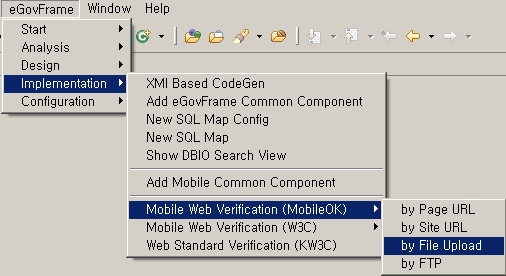 eGovFrame Window Help
Start
Analysis
Design
Implementation
Configuration
XMI Based CodeGen
Add eGovFrame Common Component
New SQL Map Config
New SQL Map
Show DBIO Search View
Add Mobile Common Component
Mobile Web Verification (MobileOK)
Mobile Web Verification (W3C)
Web Standard Verification (KW3C)
by Page URL
by Site URL
by File Upload
by FTP